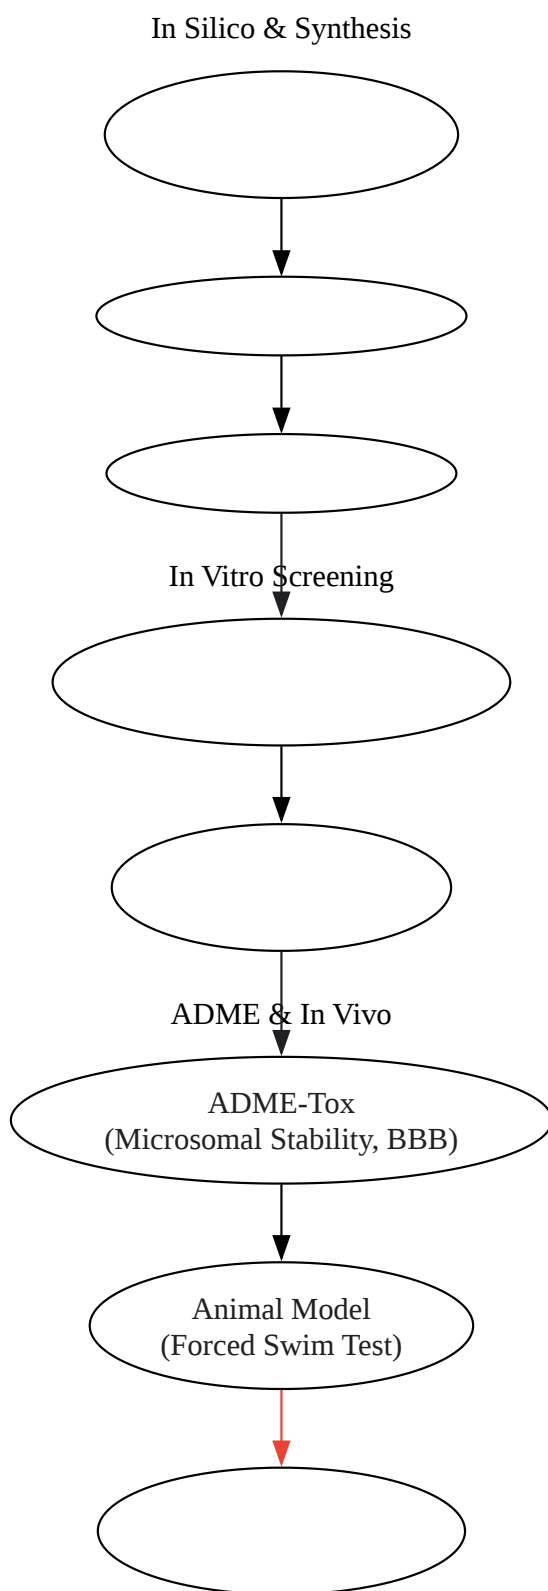 In Silico & Synthesis
In Vitro Screening
ADME & In Vivo
ADME-Tox
(Microsomal Stability, BBB)
Animal Model
(Forced Swim Test)